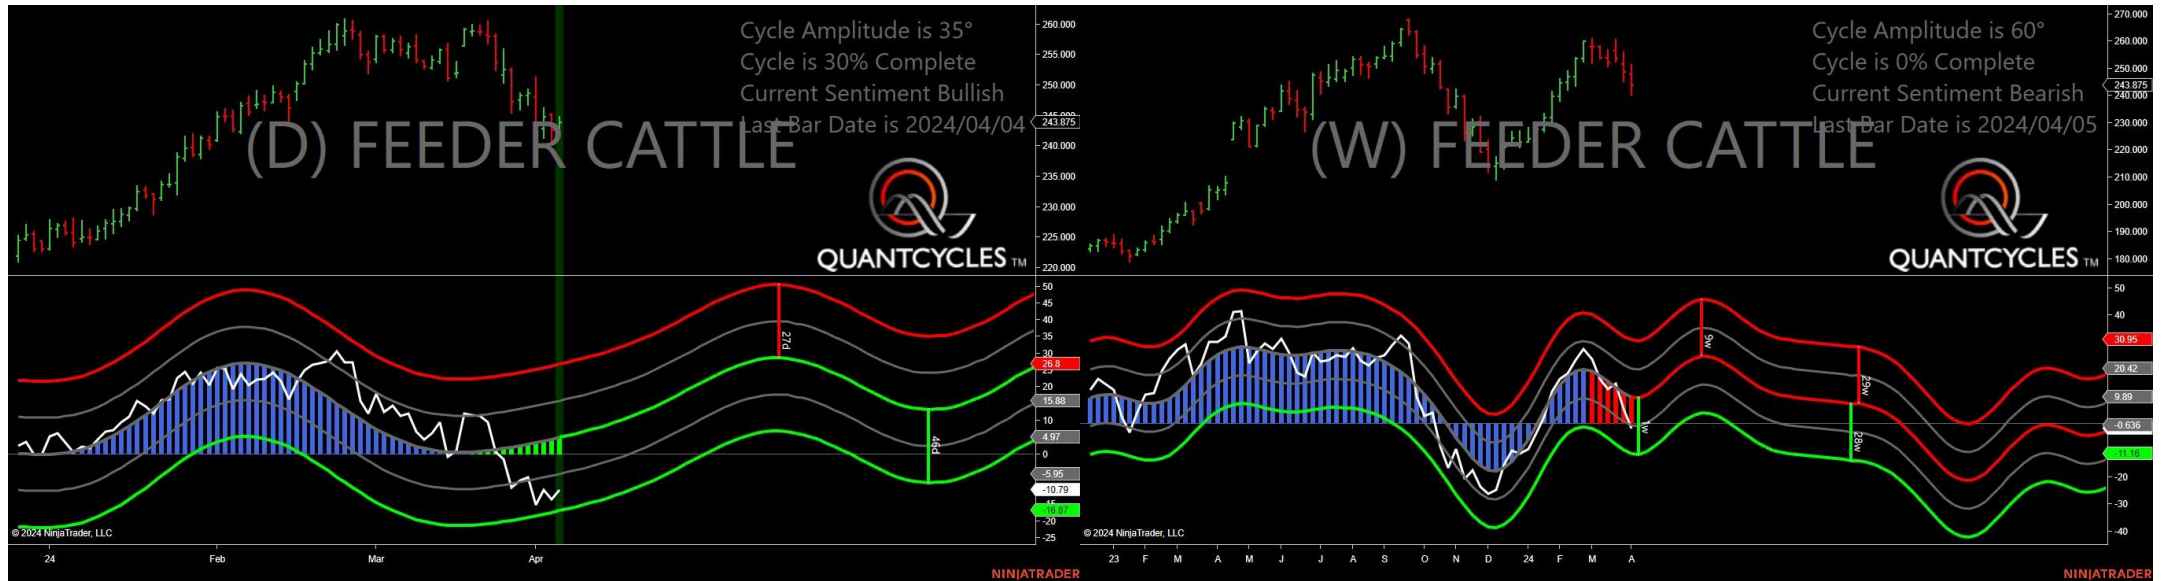 Cycle Amplitude is 35°
Cycle is 30% Complete
Current Sentiment Bullish
Last Bar Date is 2024/04/04
(D) FEEDER CATTLE
QUANTCYCLES TM
260.000
255.000
250.000
245.000
243.875
240.000
235.000
230.000
225.000
220.000
27d
46d
50
45
40
35
30
26.8
25
20
15.88
10
4.97
0
-5.95
-10.79
-15
-16.87
-20
-25
© 2024 NinjaTrader, LLC
24 Feb Mar Apr
NINJATRADER
Cycle Amplitude is 60°
Cycle is 0% Complete
Current Sentiment Bearish
Last Bar Date is 2024/04/05
(W) FEEDER CATTLE
QUANTCYCLES TM
270.000
260.000
250.000
243.875
240.000
230.000
220.000
210.000
200.000
190.000
180.000
1w
9w
29w
28w
50
40
30.95
20.42
9.89
-0.636
-11.16
-20
-30
-40
© 2024 NinjaTrader, LLC
23 F M A M J J A S O N D 24 F M A
NINJATRADER